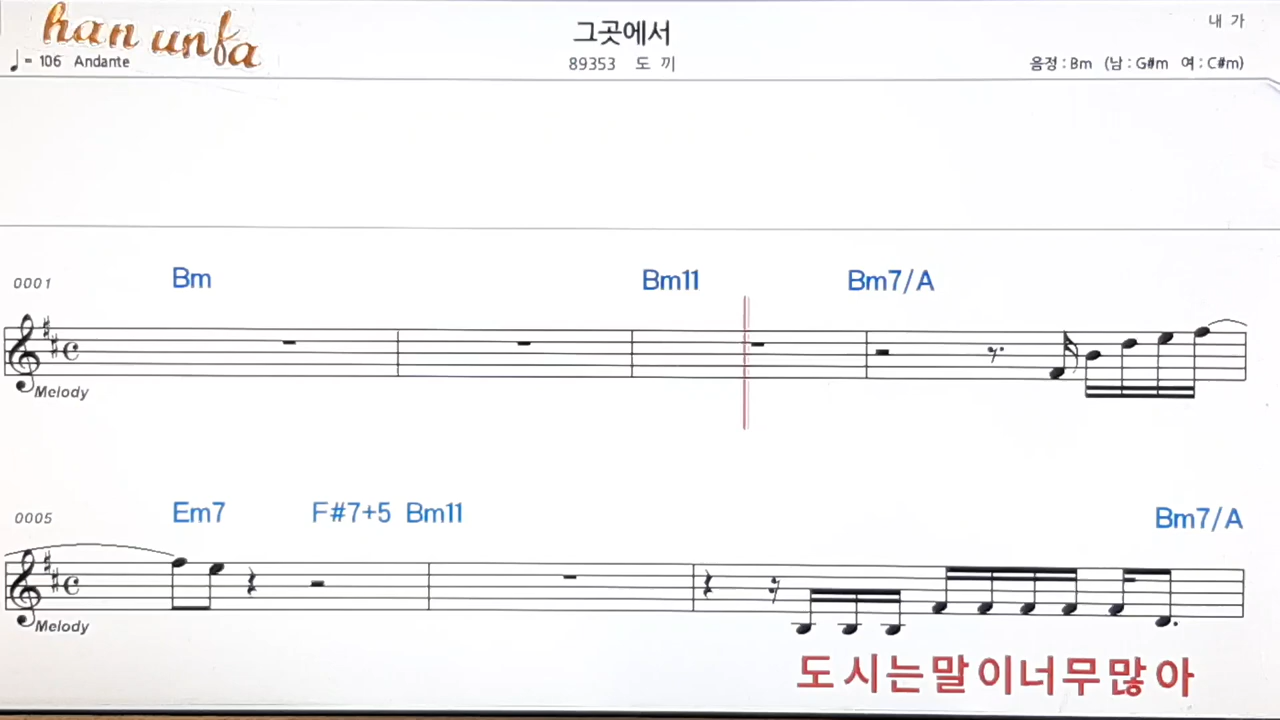 han unfa
그곳에서
내 가
♩= 106 Andante
89353 도 끼
음정 : Bm (남 : G#m 여 : C#m)
Bm Bm11 Bm7/A
0001
Melody
Em7 F#7+5 Bm11 Bm7/A
0005
Melody
도시는말이너무많아